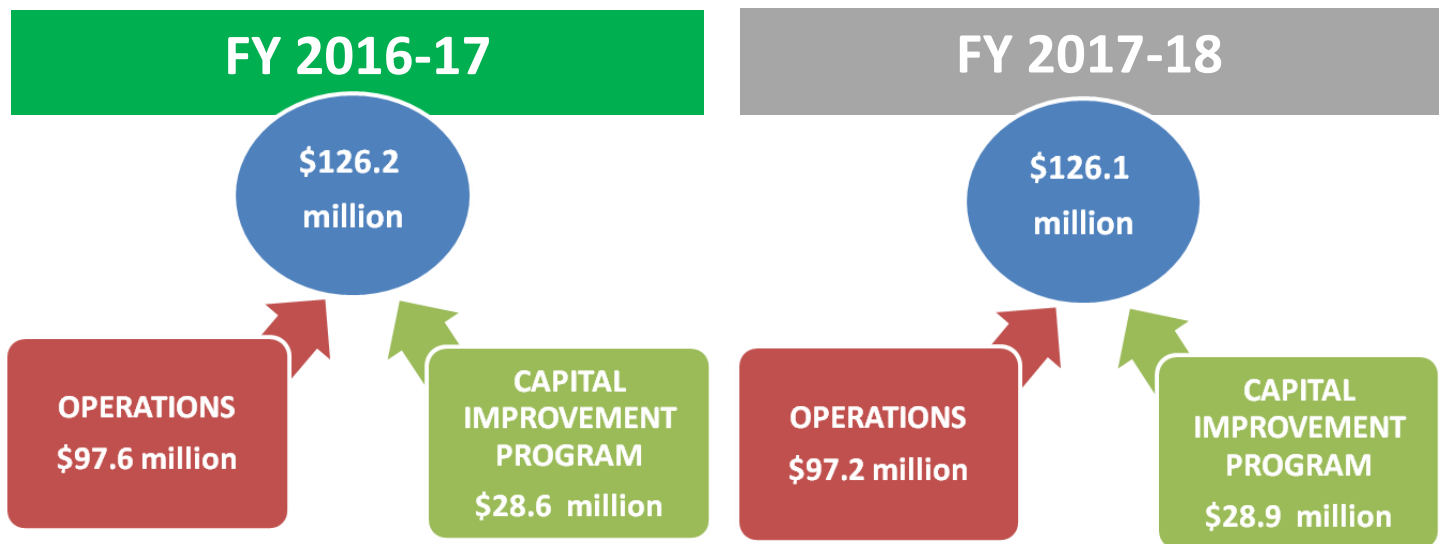 FY 2016-17
$126.2
million
OPERATIONS
$97.6 million
CAPITAL
IMPROVEMENT
PROGRAM
$28.6 million
FY 2017-18
$126.1
million
OPERATIONS
$97.2 million
CAPITAL
IMPROVEMENT
PROGRAM
$28.9 million